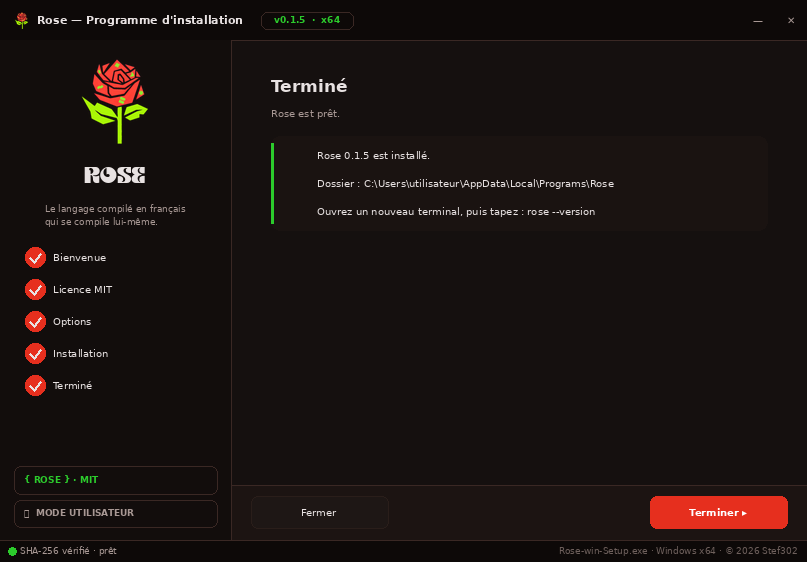 Rose — Programme d'installation
v0.1.5 · x64
ROSE
Le langage compilé en français
qui se compile lui-même.
Bienvenue
Licence MIT
Options
Installation
Terminé
{ ROSE } · MIT
MODE UTILISATEUR
Terminé
Rose est prêt.
Rose 0.1.5 est installé.
Dossier : C:\Users\utilisateur\AppData\Local\Programs\Rose
Ouvrez un nouveau terminal, puis tapez : rose --version
Fermer
Terminer ▸
SHA-256 vérifié · prêt
Rose-win-Setup.exe · Windows x64 · © 2026 Stef302